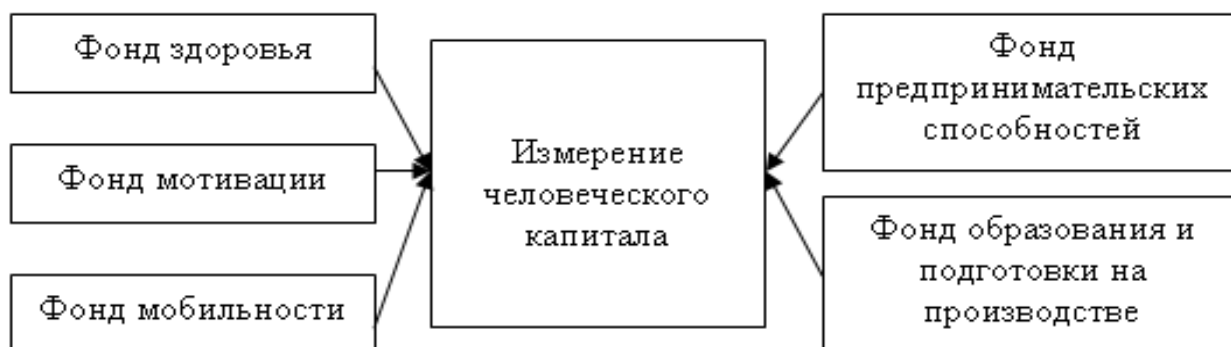 Фонд здоровья
Фонд мотивации
Фонд мобильности
Измерение
человеческого
капитала
Фонд
предпринимательских
способностей
Фонд образования и
подготовки на
производстве